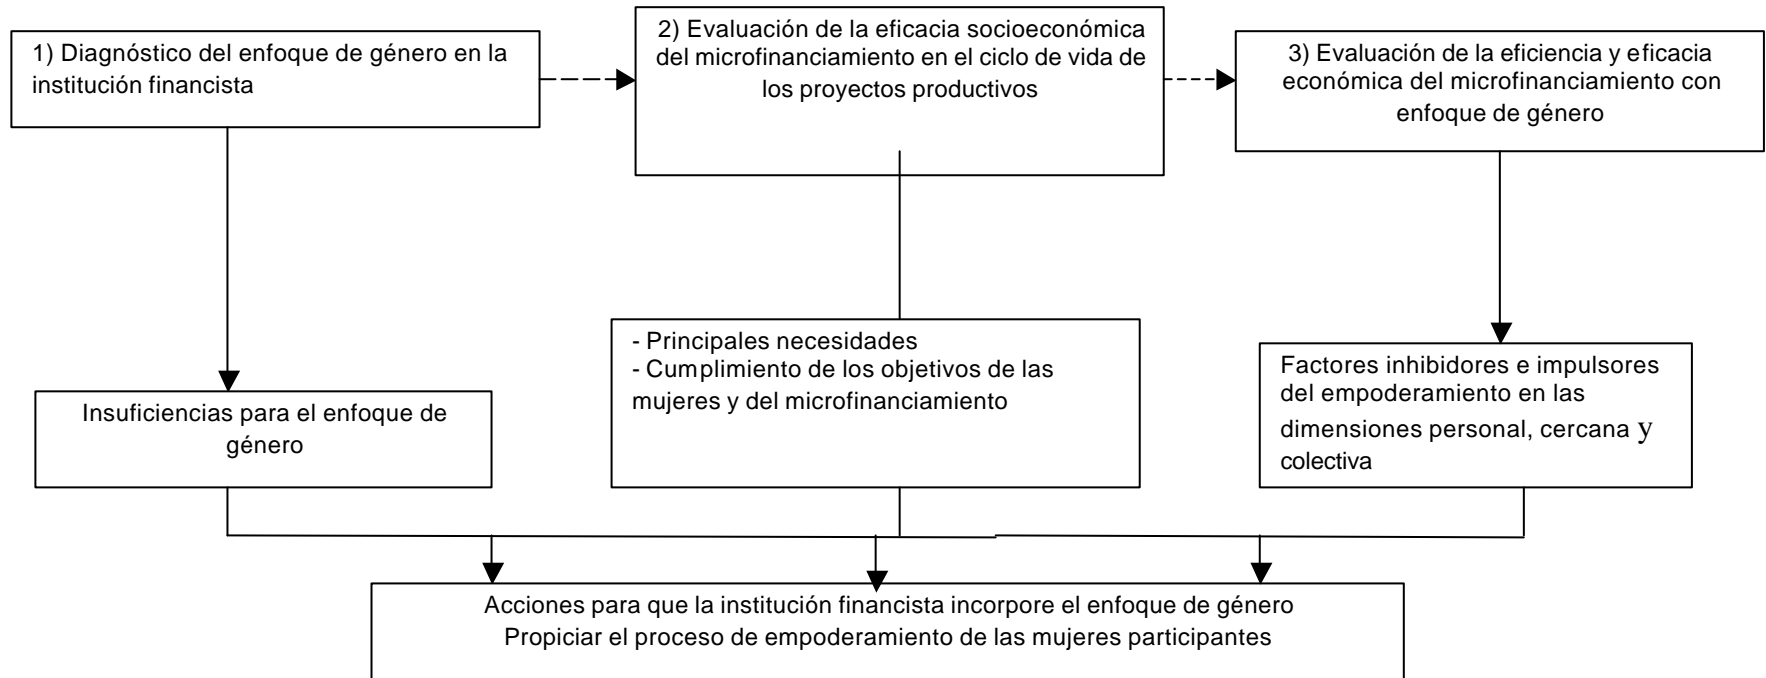 1) Diagnóstico del enfoque de género en la
institución financista
2) Evaluación de la eficacia socioeconómica
del microfinanciamiento en el ciclo de vida de
los proyectos productivos
3) Evaluación de la eficiencia y eficacia
económica del microfinanciamiento con
enfoque de género
Insuficiencias para el enfoque de
género
- Principales necesidades
- Cumplimiento de los objetivos de las
mujeres y del microfinanciamiento
Factores inhibidores e impulsores
del empoderamiento en las
dimensiones personal, cercana y
colectiva
Acciones para que la institución financista incorpore el enfoque de género
Propiciar el proceso de empoderamiento de las mujeres participantes